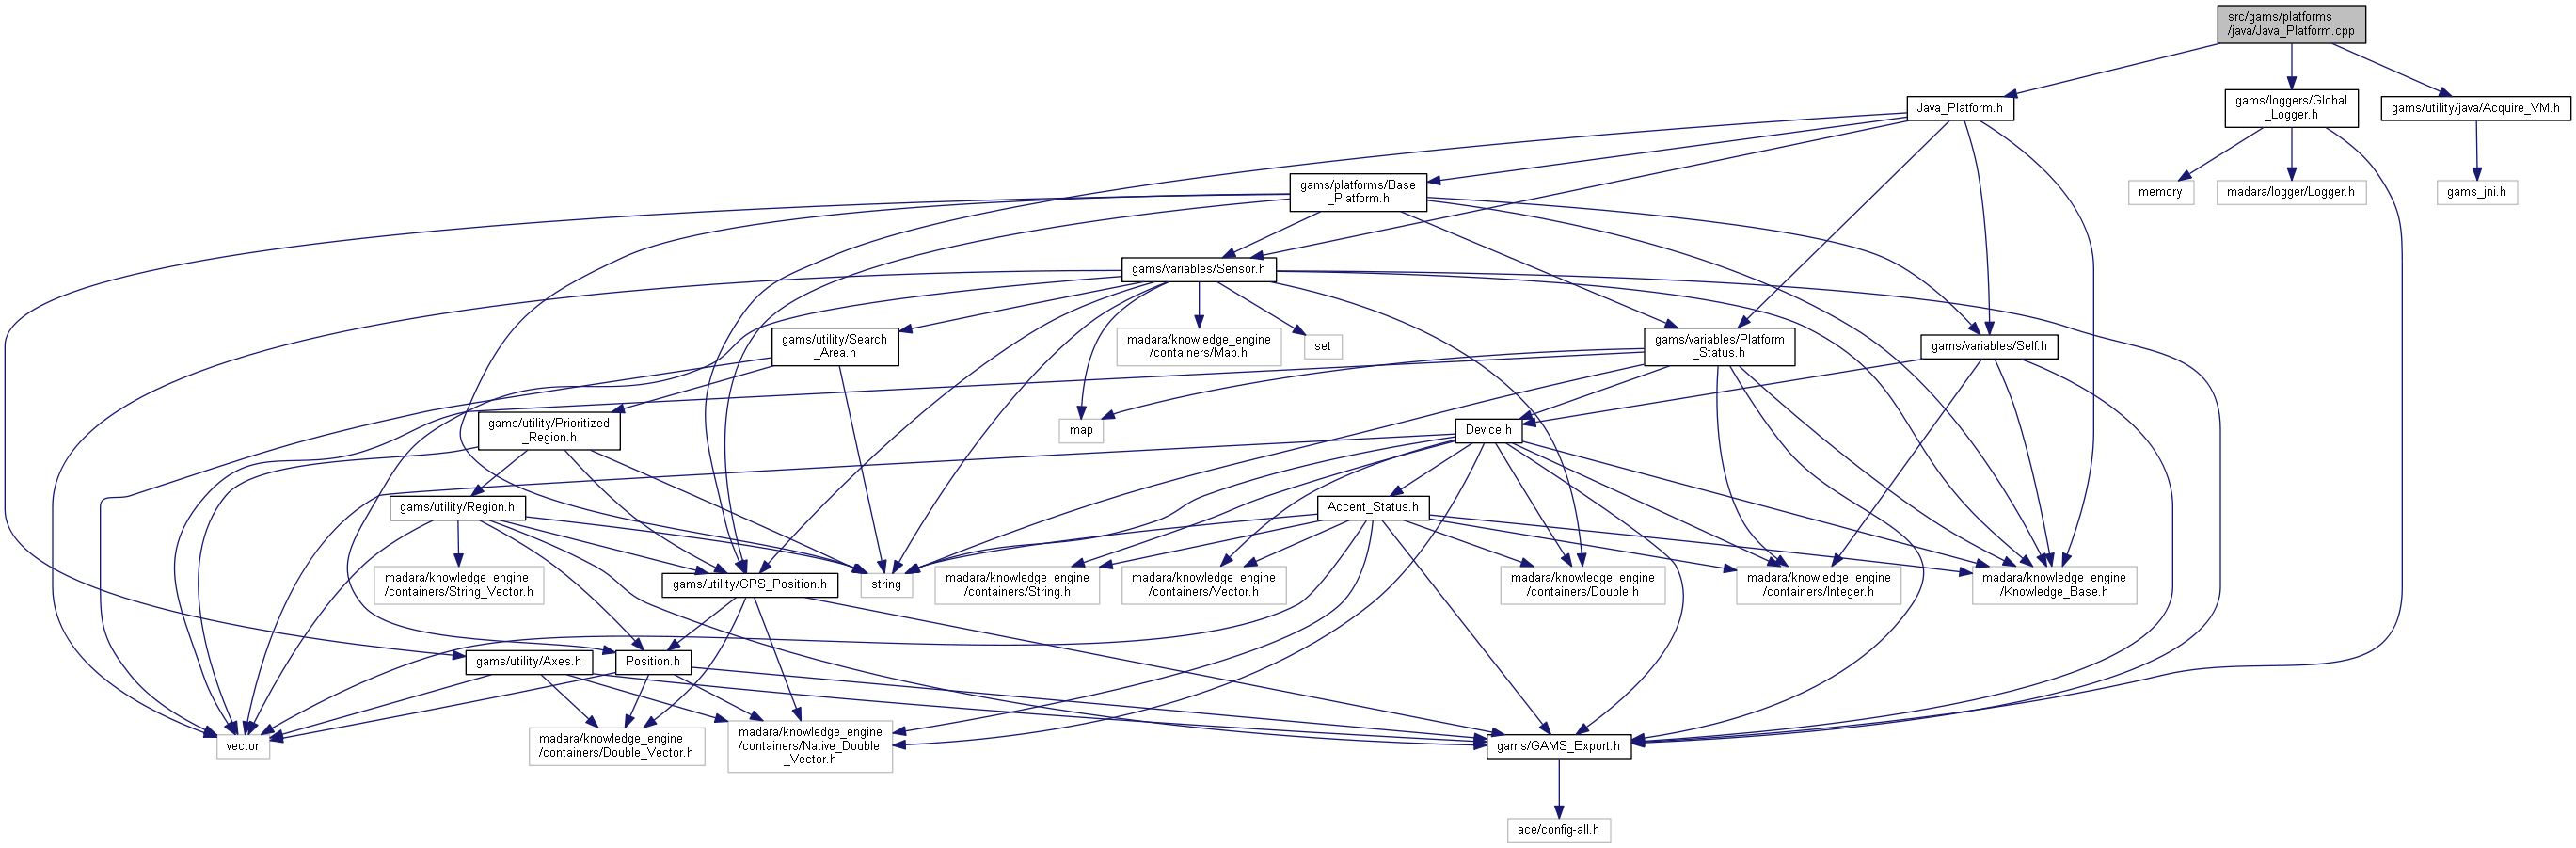 src/gams/platforms
/java/Java_Platform.cpp
Java_Platform.h
gams/loggers/Global
_Logger.h
gams/utility/java/Acquire_VM.h
gams/platforms/Base
_Platform.h
memory
madara/logger/Logger.h
gams_jni.h
gams/variables/Sensor.h
gams/utility/Search
_Area.h
madara/knowledge_engine
/containers/Map.h
set
gams/variables/Platform
_Status.h
gams/variables/Self.h
gams/utility/Prioritized
_Region.h
map
Device.h
gams/utility/Region.h
Accent_Status.h
madara/knowledge_engine
/containers/String_Vector.h
gams/utility/GPS_Position.h
string
madara/knowledge_engine
/containers/String.h
madara/knowledge_engine
/containers/Vector.h
madara/knowledge_engine
/containers/Double.h
madara/knowledge_engine
/containers/Integer.h
madara/knowledge_engine
/Knowledge_Base.h
gams/utility/Axes.h
Position.h
vector
madara/knowledge_engine
/containers/Double_Vector.h
madara/knowledge_engine
/containers/Native_Double
_Vector.h
gams/GAMS_Export.h
ace/config-all.h